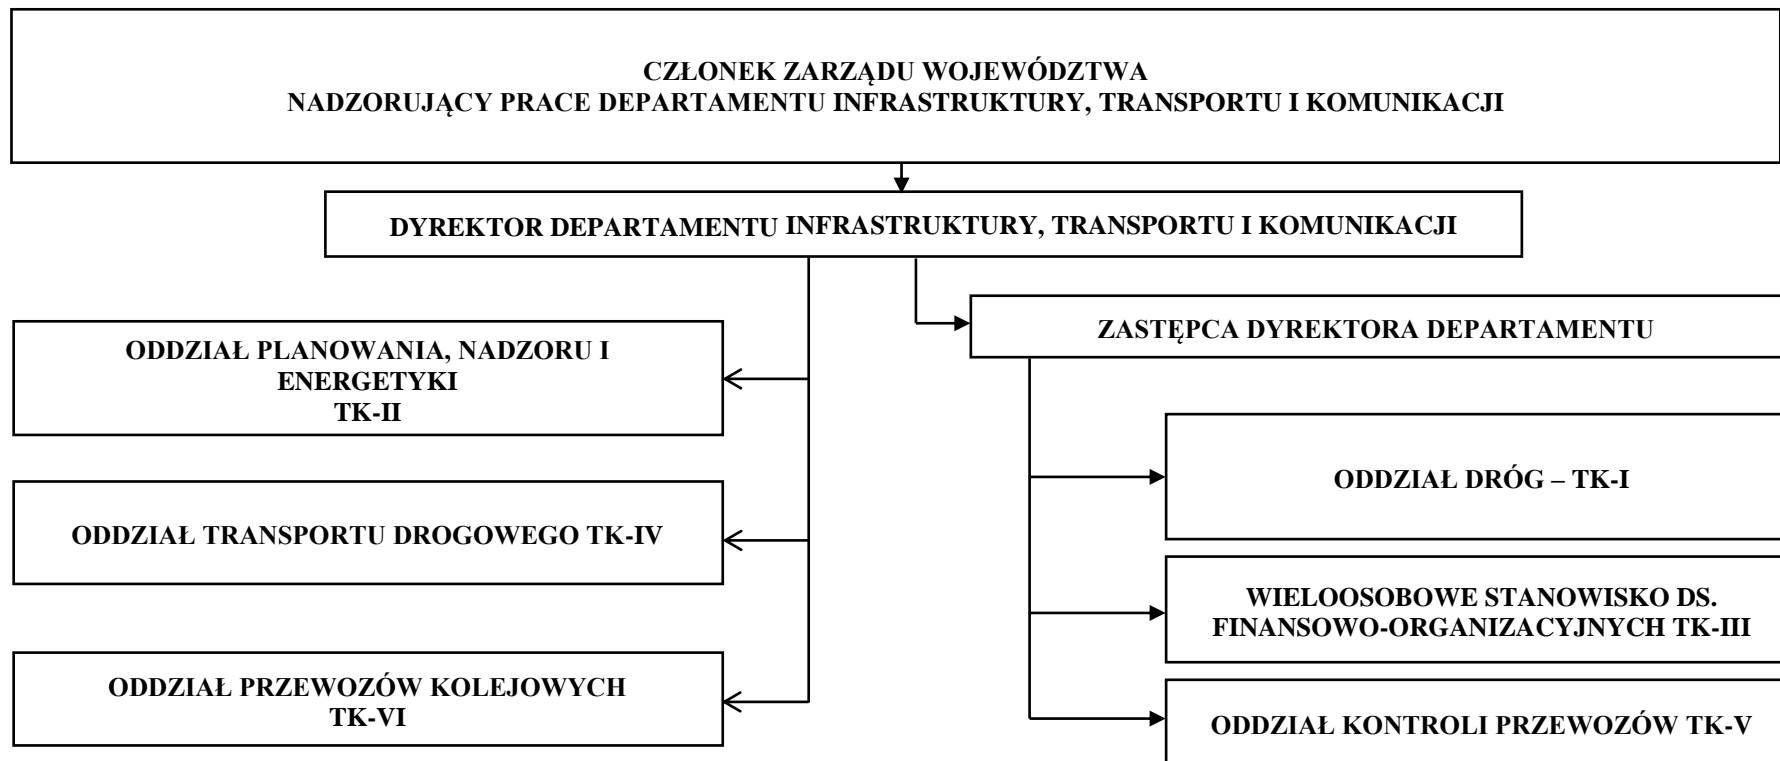 CZŁONEK ZARZĄDU WOJEWÓDZTWA
NADZORUJĄCY PRACE DEPARTAMENTU INFRASTRUKTURY, TRANSPORTU I KOMUNIKACJI
DYREKTOR DEPARTAMENTU INFRASTRUKTURY, TRANSPORTU I KOMUNIKACJI
ZASTĘPCA DYREKTORA DEPARTAMENTU
ODDZIAŁ PLANOWANIA, NADZORU I
ENERGETYKI
TK-II
ODDZIAŁ TRANSPORTU DROGOWEGO TK-IV
ODDZIAŁ PRZEWOZÓW KOLEJOWYCH
TK-VI
ODDZIAŁ DRÓG – TK-I
WIELOOSOBOWE STANOWISKO DS.
FINANSOWO-ORGANIZACYJNYCH TK-III
ODDZIAŁ KONTROLI PRZEWOZÓW TK-V